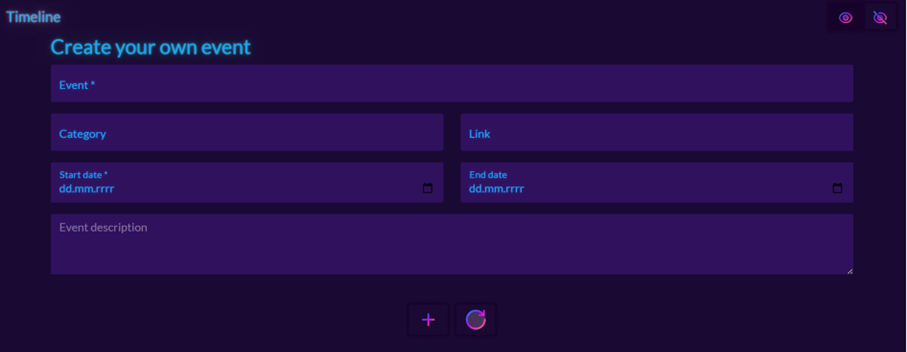 Timeline
Create your own event
Event *
Category
Link
Start date *
dd.mm.rrrr
End date
dd.mm.rrrr
Event description